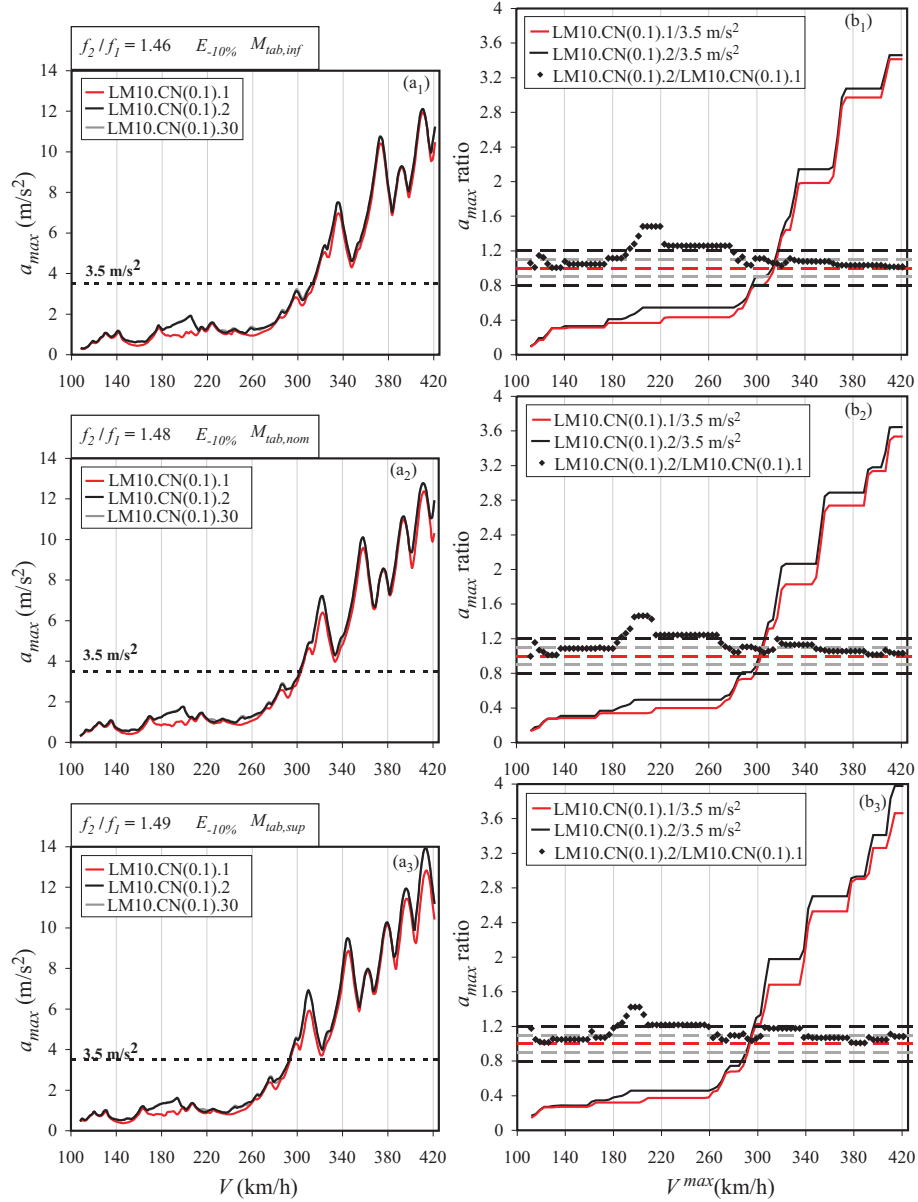 f2 / f1 = 1.46 E-10% Mtab,inf
(a1)
LM10.CN(0.1).1
LM10.CN(0.1).2
LM10.CN(0.1).30
3.5 m/s2
amax (m/s2)
14
12
10
8
6
4
2
0
100 140 180 220 260 300 340 380 420
(b1)
LM10.CN(0.1).1/3.5 m/s2
LM10.CN(0.1).2/3.5 m/s2
LM10.CN(0.1).2/LM10.CN(0.1).1
amax ratio
4
3.6
3.2
2.8
2.4
2
1.6
1.2
0.8
0.4
0
100 140 180 220 260 300 340 380 420
f2 / f1 = 1.48 E-10% Mtab,nom
(a2)
LM10.CN(0.1).1
LM10.CN(0.1).2
LM10.CN(0.1).30
3.5 m/s2
amax (m/s2)
14
12
10
8
6
4
2
0
100 140 180 220 260 300 340 380 420
(b2)
LM10.CN(0.1).1/3.5 m/s2
LM10.CN(0.1).2/3.5 m/s2
LM10.CN(0.1).2/LM10.CN(0.1).1
amax ratio
4
3.6
3.2
2.8
2.4
2
1.6
1.2
0.8
0.4
0
100 140 180 220 260 300 340 380 420
f2 / f1 = 1.49 E-10% Mtab,sup
(a3)
LM10.CN(0.1).1
LM10.CN(0.1).2
LM10.CN(0.1).30
3.5 m/s2
amax (m/s2)
14
12
10
8
6
4
2
0
100 140 180 220 260 300 340 380 420
V (km/h)
(b3)
LM10.CN(0.1).1/3.5 m/s2
LM10.CN(0.1).2/3.5 m/s2
LM10.CN(0.1).2/LM10.CN(0.1).1
amax ratio
4
3.6
3.2
2.8
2.4
2
1.6
1.2
0.8
0.4
0
100 140 180 220 260 300 340 380 420
Vmax (km/h)